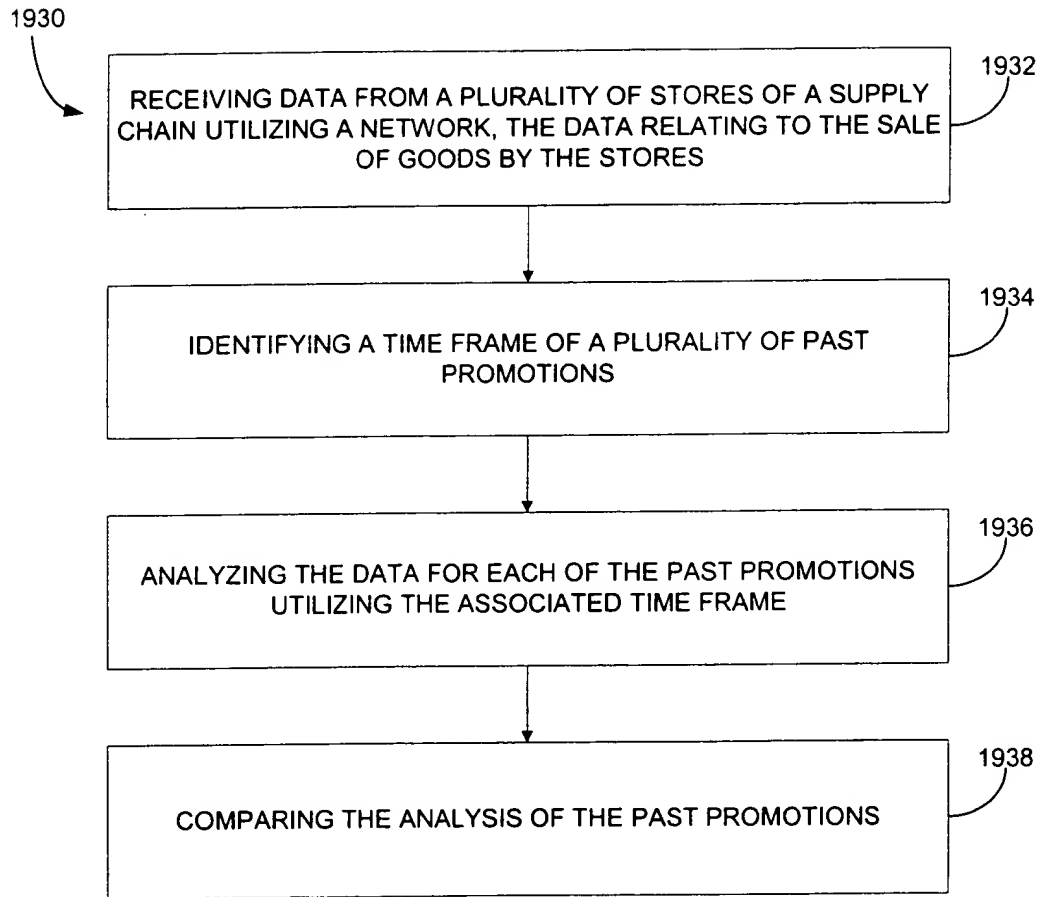 1930
1932
RECEIVING DATA FROM A PLURALITY OF STORES OF A SUPPLY
CHAIN UTILIZING A NETWORK, THE DATA RELATING TO THE SALE
OF GOODS BY THE STORES
1934
IDENTIFYING A TIME FRAME OF A PLURALITY OF PAST
PROMOTIONS
1936
ANALYZING THE DATA FOR EACH OF THE PAST PROMOTIONS
UTILIZING THE ASSOCIATED TIME FRAME
1938
COMPARING THE ANALYSIS OF THE PAST PROMOTIONS